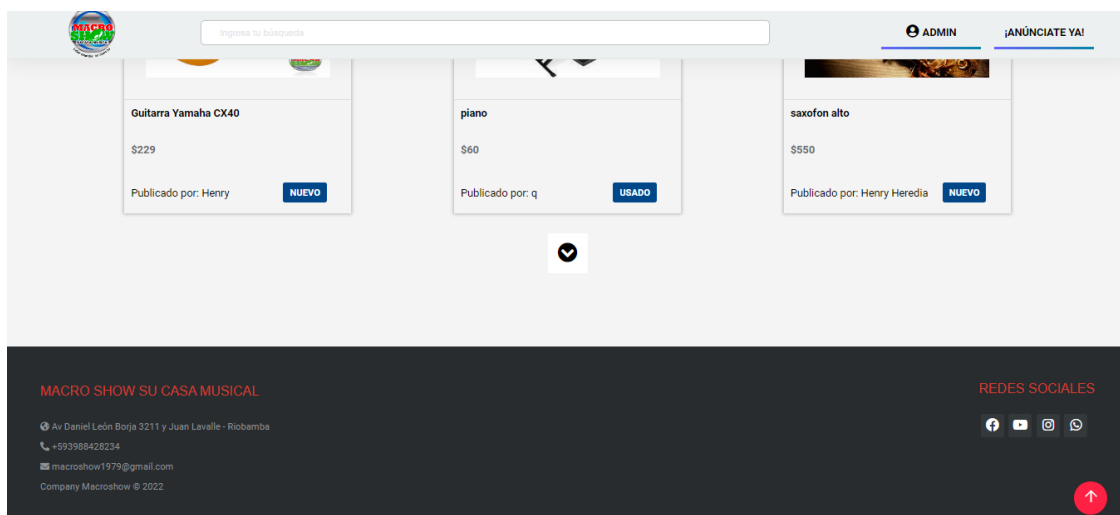 MACRO
SHOW
Ingresa tu búsqueda
ADMIN
¡ANÚNCIATE YA!
Guitarra Yamaha CX40
$229
Publicado por: Henry
NUEVO
piano
$60
Publicado por: q
USADO
saxofon alto
$550
Publicado por: Henry Heredia
NUEVO
MACRO SHOW SU CASA MUSICAL
Av Daniel León Borja 3211 y Juan Lavalle - Riobamba
+593988428234
macroshow1979@gmail.com
Company Macroshow © 2022
REDES SOCIALES